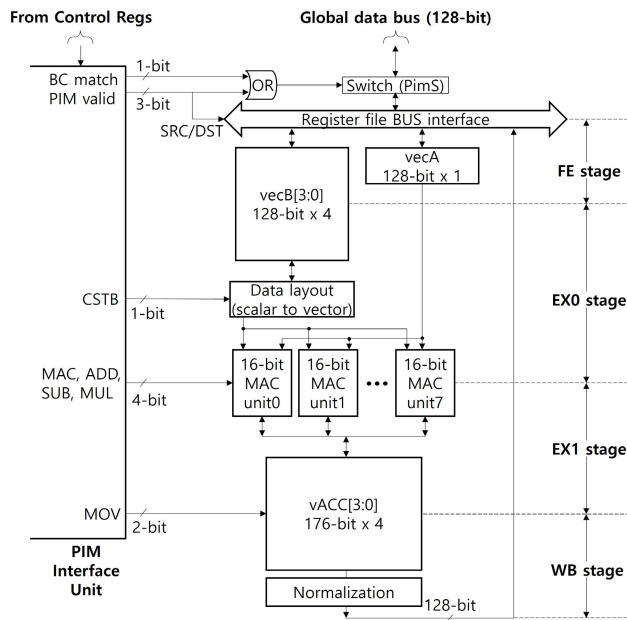 From Control Regs
Global data bus (128-bit)
BC match
PIM valid
1-bit
3-bit
OR
Switch (PimS)
SRC/DST
Register file BUS interface
vecA
128-bit x 1
FE stage
vecB[3:0]
128-bit x 4
CSTB
1-bit
Data layout
(scalar to vector)
EX0 stage
MAC, ADD,
SUB, MUL
4-bit
16-bit
MAC
unit0
16-bit
MAC
unit1
•••
16-bit
MAC
unit7
EX1 stage
MOV
2-bit
vACC[3:0]
176-bit x 4
PIM
Interface
Unit
WB stage
Normalization
128-bit